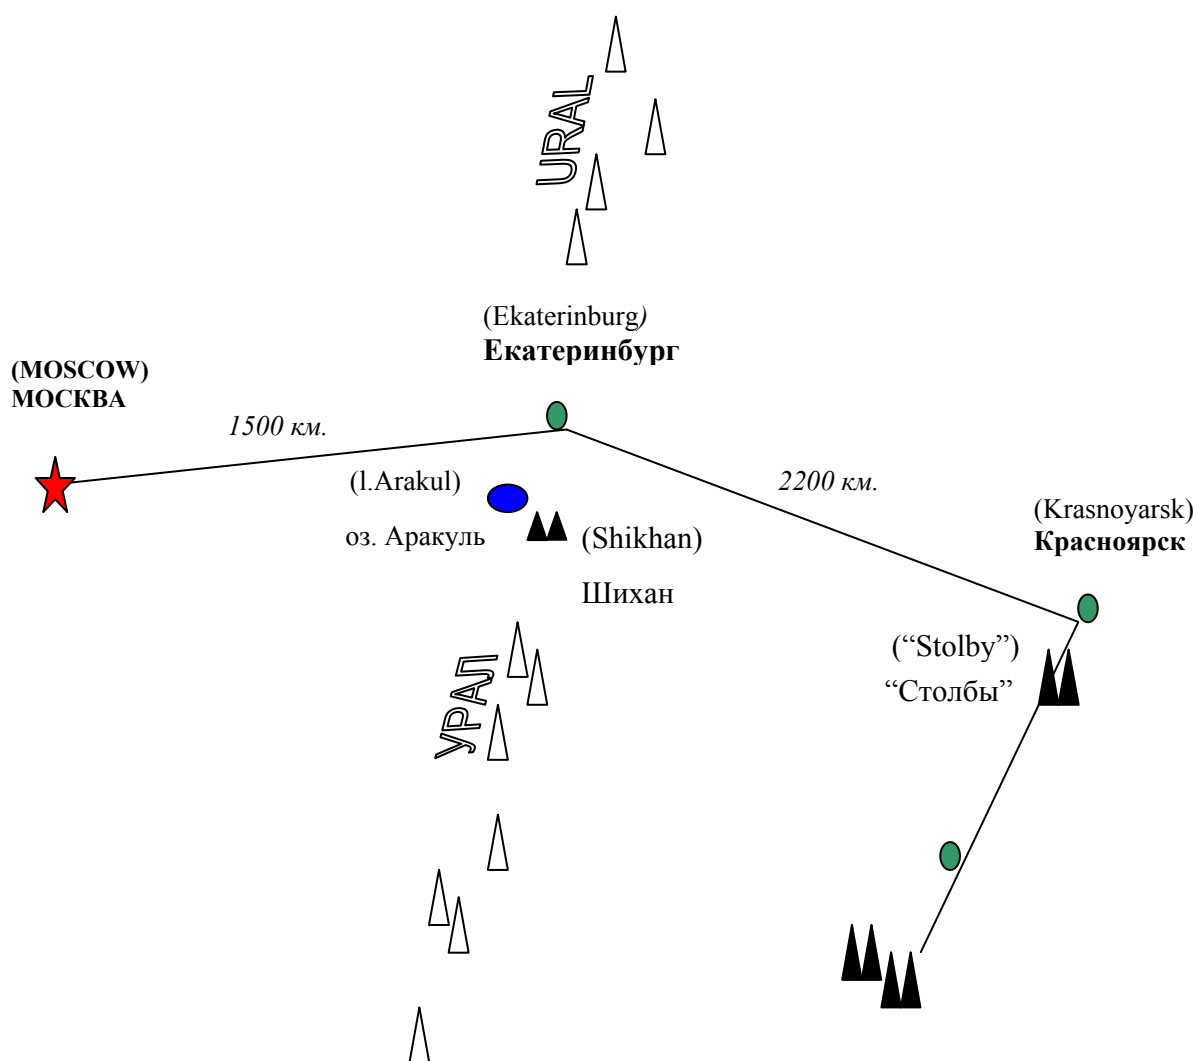 URAL
(Ekaterinburg)
Екатеринбург
(MOSCOW)
МОСКВА
1500 км.
(l.Arakul)
оз. Аракуль
(Shikhan)
Шихан
2200 км.
(Krasnoyarsk)
Красноярск
(“Stolby”)
“Столбы”
УРАЛ